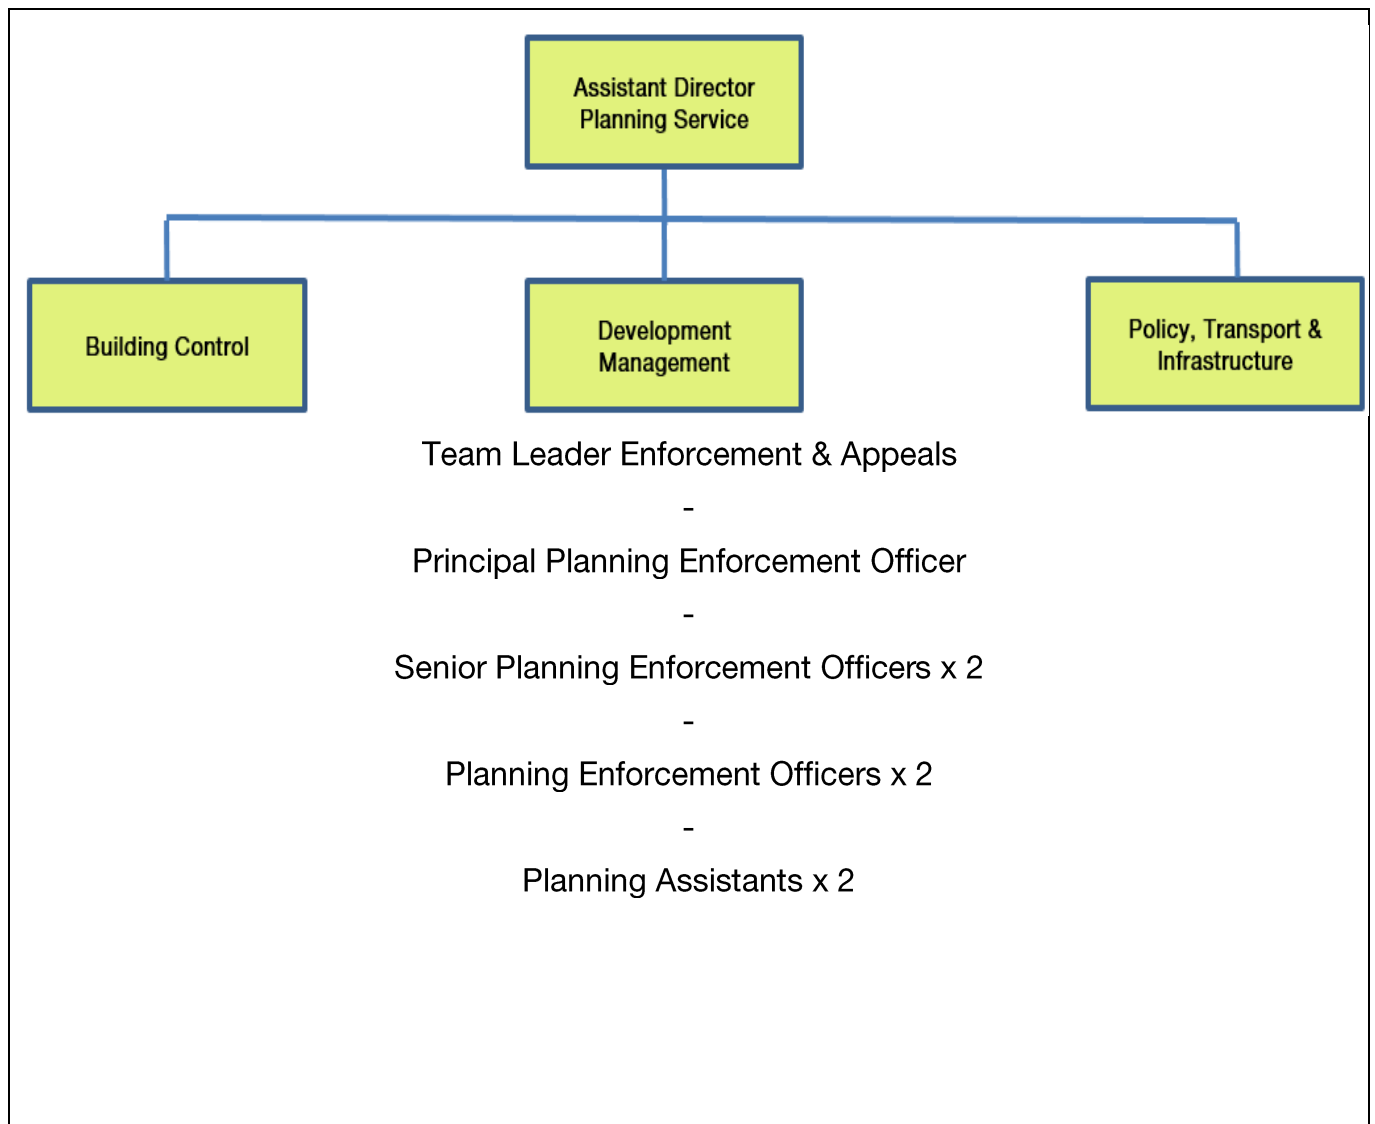 Assistant Director
Planning Service
Building Control
Development
Management
Policy, Transport &
Infrastructure
Team Leader Enforcement & Appeals
-
Principal Planning Enforcement Officer
-
Senior Planning Enforcement Officers x 2
-
Planning Enforcement Officers x 2
-
Planning Assistants x 2